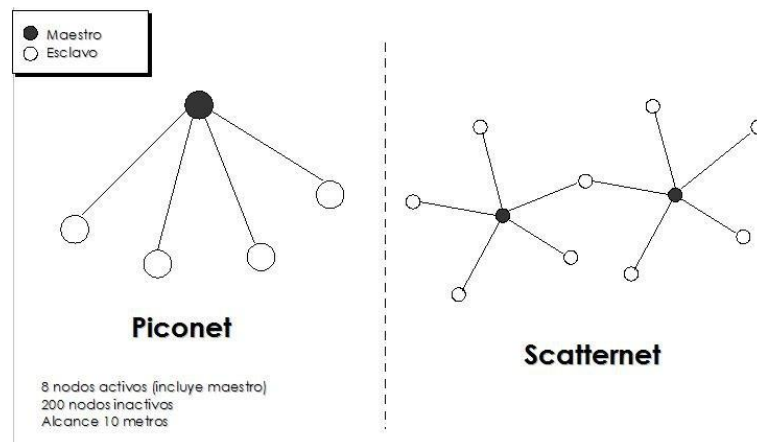 Maestro
Esclavo
Piconet
8 nodos activos (incluye maestro)
200 nodos inactivos
Alcance 10 metros
Scatternet